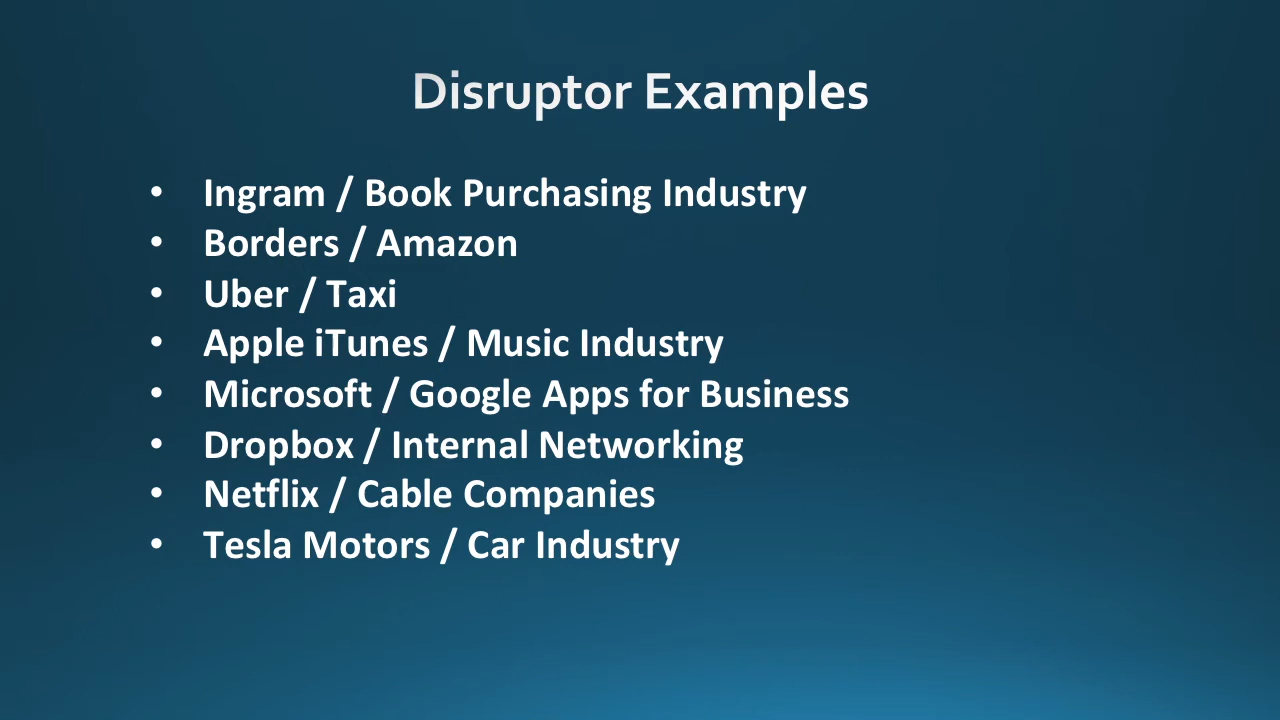 Disruptor Examples
• Ingram / Book Purchasing Industry
• Borders / Amazon
• Uber / Taxi
• Apple iTunes / Music Industry
• Microsoft / Google Apps for Business
• Dropbox / Internal Networking
• Netflix / Cable Companies
• Tesla Motors / Car Industry